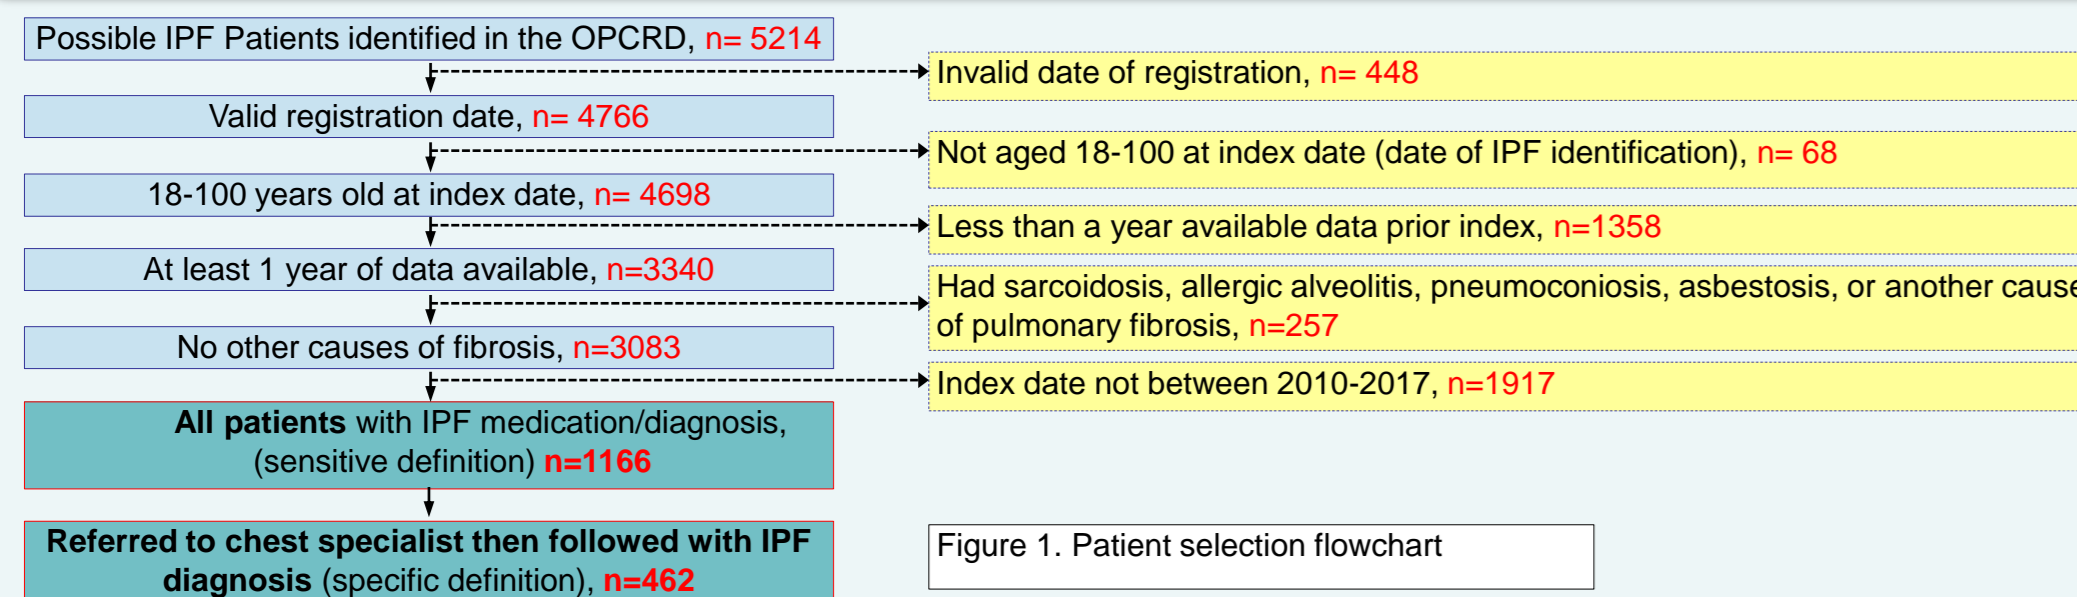 Possible IPF Patients identified in the OPCRD, n= 5214
Invalid date of registration, n= 448
Valid registration date, n= 4766
Not aged 18-100 at index date (date of IPF identification), n= 68
18-100 years old at index date, n= 4698
Less than a year available data prior index, n=1358
At least 1 year of data available, n=3340
Had sarcoidosis, allergic alveolitis, pneumoconiosis, asbestosis, or another cause
of pulmonary fibrosis, n=257
No other causes of fibrosis, n=3083
Index date not between 2010-2017, n=1917
All patients with IPF medication/diagnosis,
(sensitive definition) n=1166
Referred to chest specialist then followed with IPF
diagnosis (specific definition), n=462
Figure 1. Patient selection flowchart